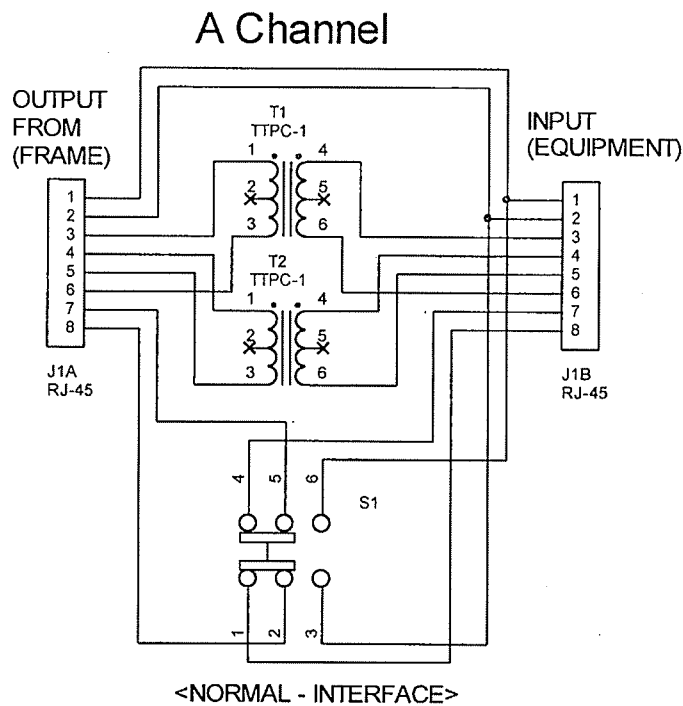 A Channel
OUTPUT
FROM
(FRAME)
INPUT
(EQUIPMENT)
T1
TTPC-1
1
2
3
4
5
6
T2
TTPC-1
1
2
3
4
5
6
1
2
3
4
5
6
7
8
J1A
RJ-45
1
2
3
4
5
6
7
8
J1B
RJ-45
4
5
6
S1
1
2
3
<NORMAL - INTERFACE>